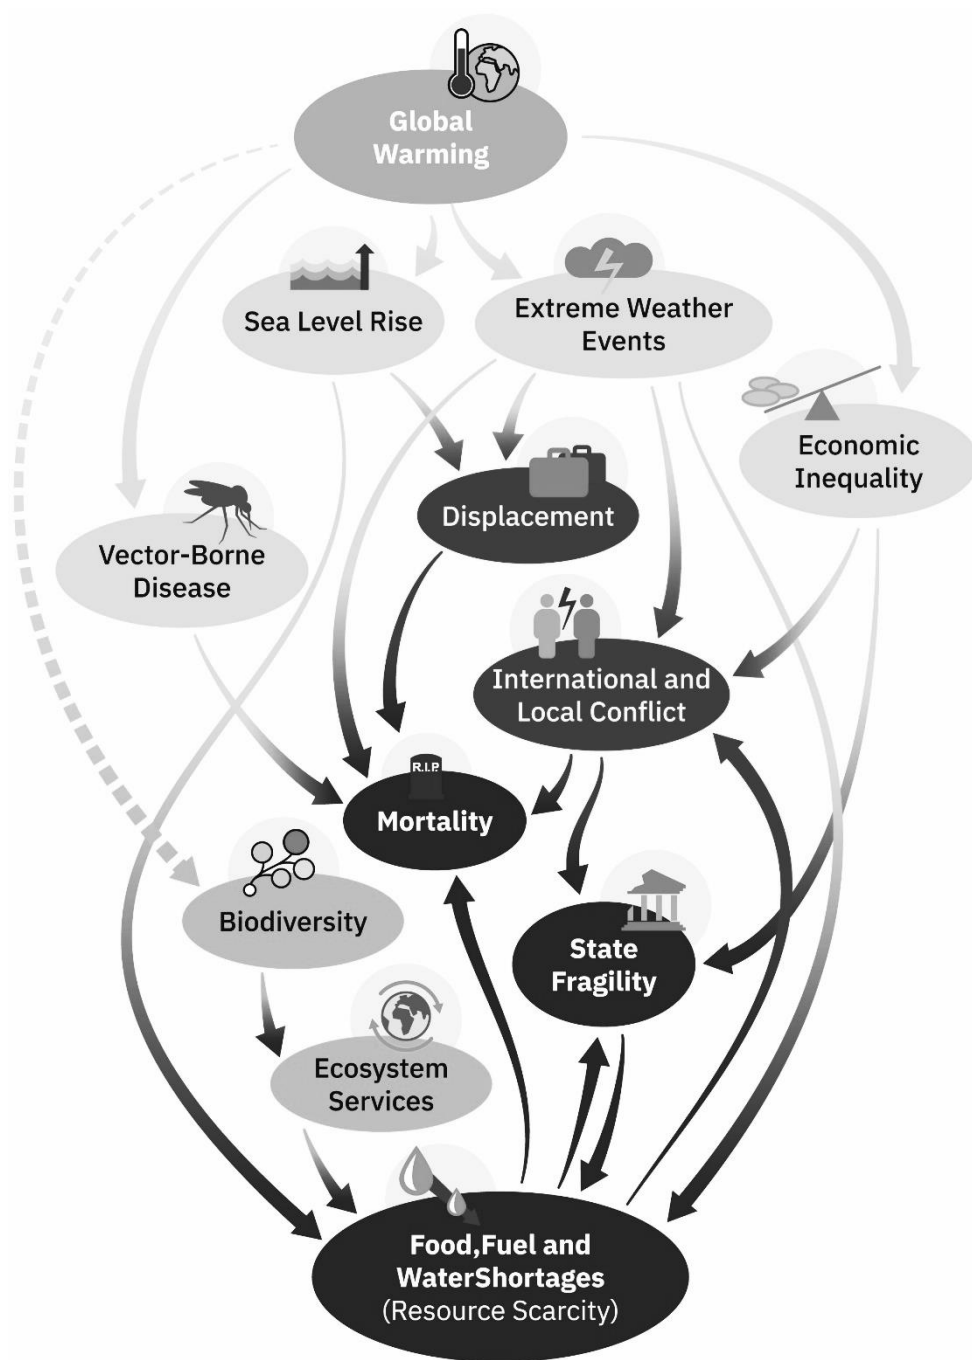 Global
Warming
Sea Level Rise
Extreme Weather
Events
Economic
Inequality
Displacement
Vector-Borne
Disease
International and
Local Conflict
R.I.P.
Mortality
Biodiversity
State
Fragility
Ecosystem
Services
Food,Fuel and
WaterShortages
(Resource Scarcity)